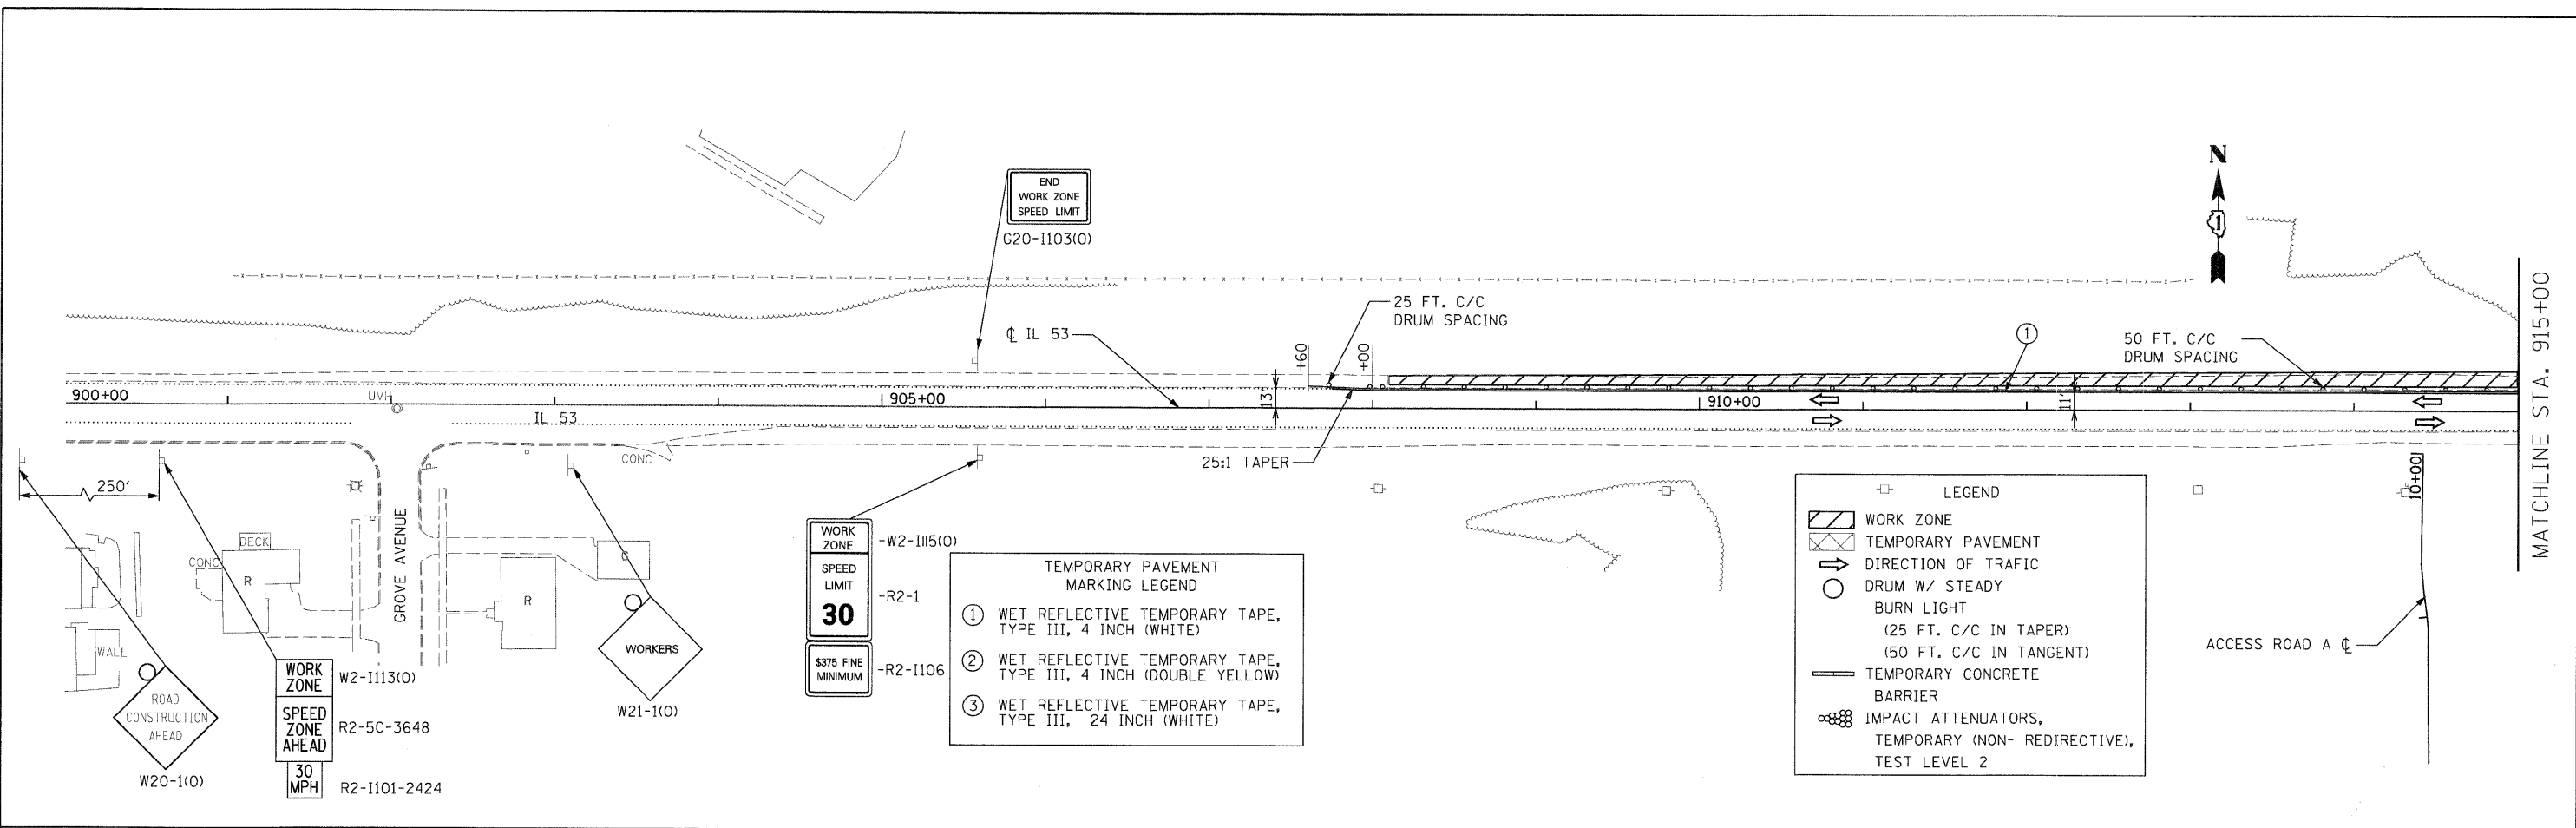 N
1
END
WORK ZONE
SPEED LIMIT
G20-I103(O)
25 FT. C/C
DRUM SPACING
℄ IL 53
+60
+00
1
50 FT. C/C
DRUM SPACING
MATCHLINE STA. 915+00
900+00
UMH
905+00
13'
910+00
11'
IL 53
CONC
25:1 TAPER
250'
GROVE AVENUE
DECK
CONC
R
R
G
WALL
10+00
ACCESS ROAD A ℄
ROAD
CONSTRUCTION
AHEAD
W20-1(O)
WORK
ZONE
W2-I113(O)
SPEED
ZONE
AHEAD
R2-5C-3648
30
MPH
R2-I101-2424
WORKERS
W21-1(O)
WORK
ZONE
-W2-I115(O)
SPEED
LIMIT
30
-R2-1
$375 FINE
MINIMUM
-R2-I106
TEMPORARY PAVEMENT
MARKING LEGEND
1 WET REFLECTIVE TEMPORARY TAPE,
TYPE III, 4 INCH (WHITE)
2 WET REFLECTIVE TEMPORARY TAPE,
TYPE III, 4 INCH (DOUBLE YELLOW)
3 WET REFLECTIVE TEMPORARY TAPE,
TYPE III, 24 INCH (WHITE)
LEGEND
WORK ZONE
TEMPORARY PAVEMENT
DIRECTION OF TRAFIC
DRUM W/ STEADY
BURN LIGHT
(25 FT. C/C IN TAPER)
(50 FT. C/C IN TANGENT)
TEMPORARY CONCRETE
BARRIER
IMPACT ATTENUATORS,
TEMPORARY (NON- REDIRECTIVE),
TEST LEVEL 2